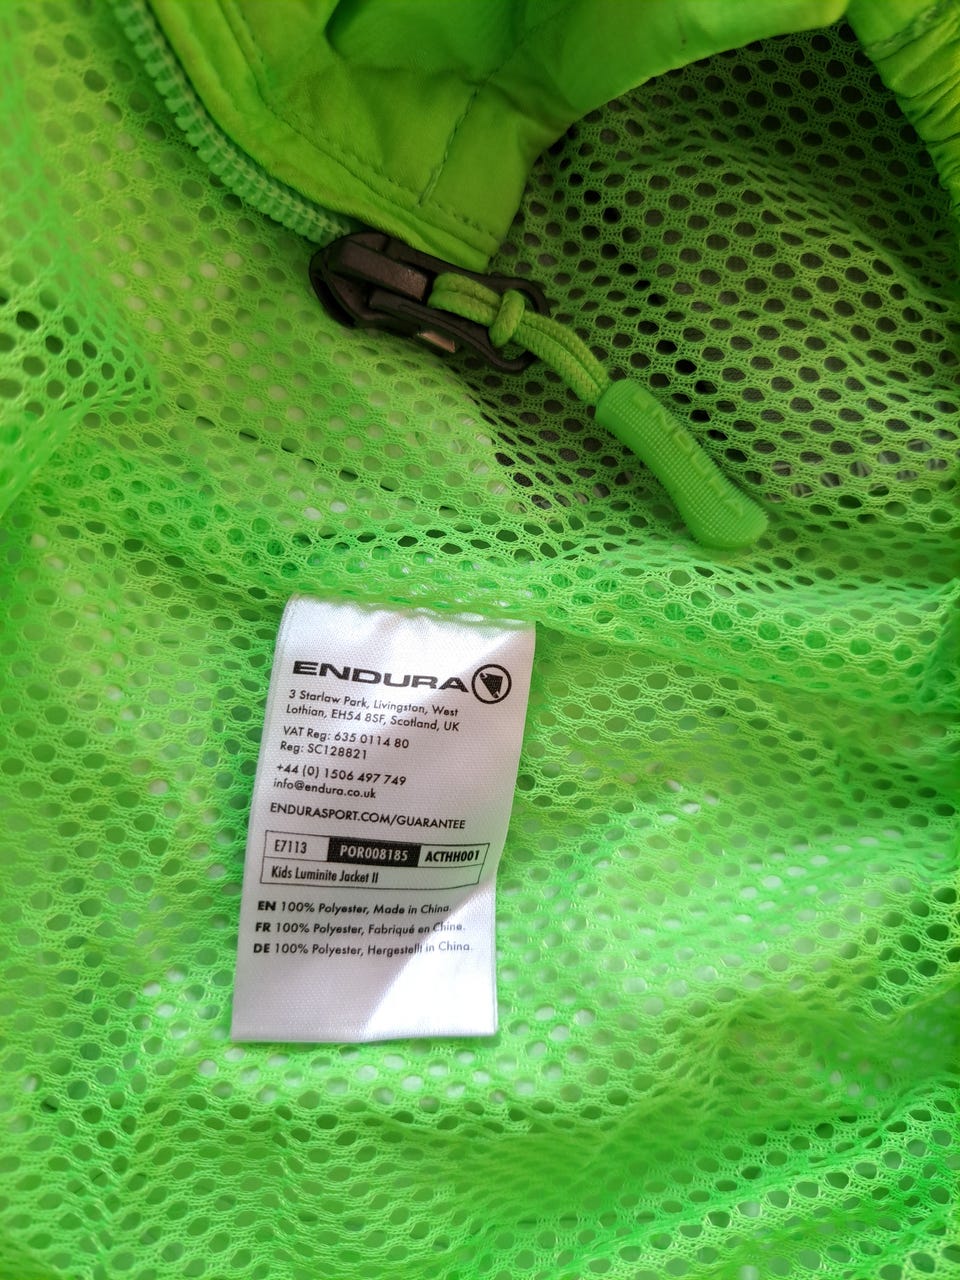 ENDURA
ENDURA
3 Starlaw Park, Livingston, West
Lothian, EH54 8SF, Scotland, UK
VAT Reg: 635 0114 80
Reg: SC128821
+44 (0) 1506 497 749
info@endura.co.uk
ENDURASPORT.COM/GUARANTEE
E7113 POR008185 ACTHH001
Kids Luminite Jacket II
EN 100% Polyester, Made in China.
FR 100% Polyester, Fabriqué en Chine.
DE 100% Polyester, Hergestellt in China.